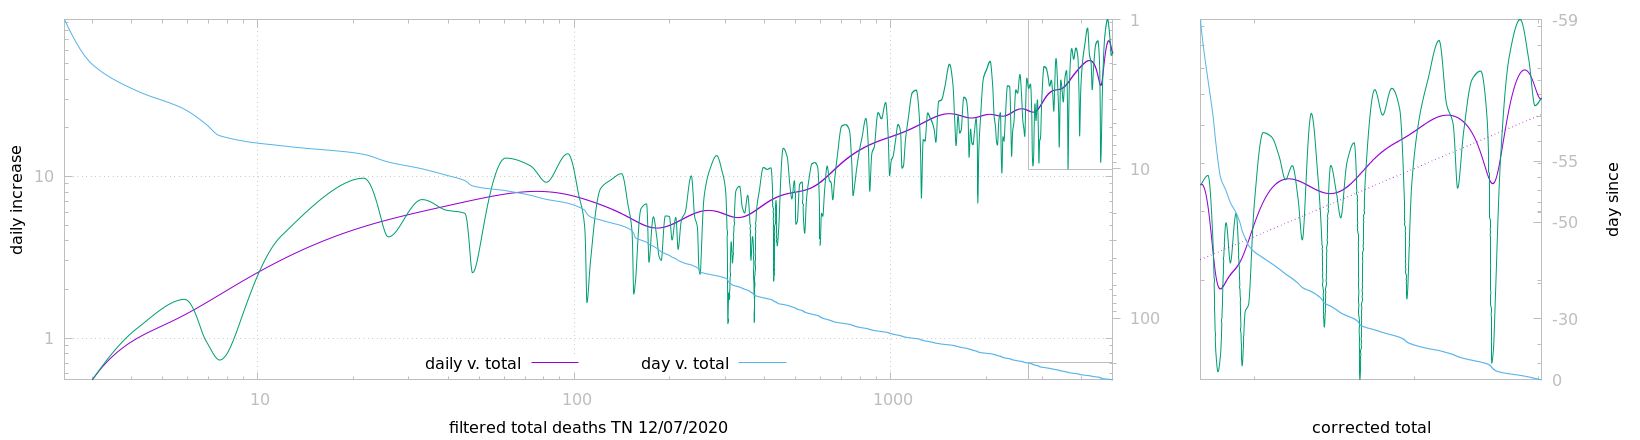 daily increase
10
1
10
100
1000
1
10
100
daily v. total
day v. total
filtered total deaths TN 12/07/2020
-59
-55
-50
-30
0
day since
corrected total